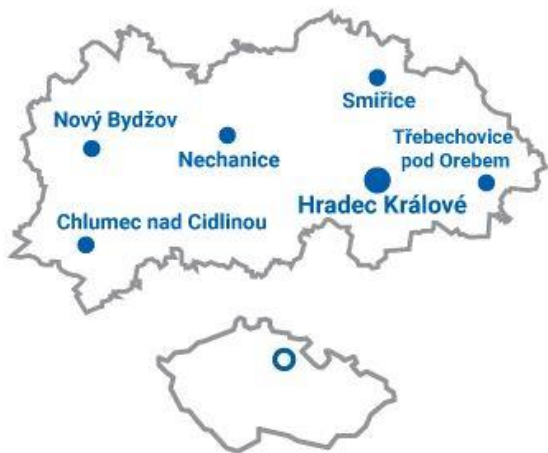 Smiřice
Nový Bydžov
Nechanice
Třebechovice
pod Orebem
Hradec Králové
Chlumec nad Cidlinou